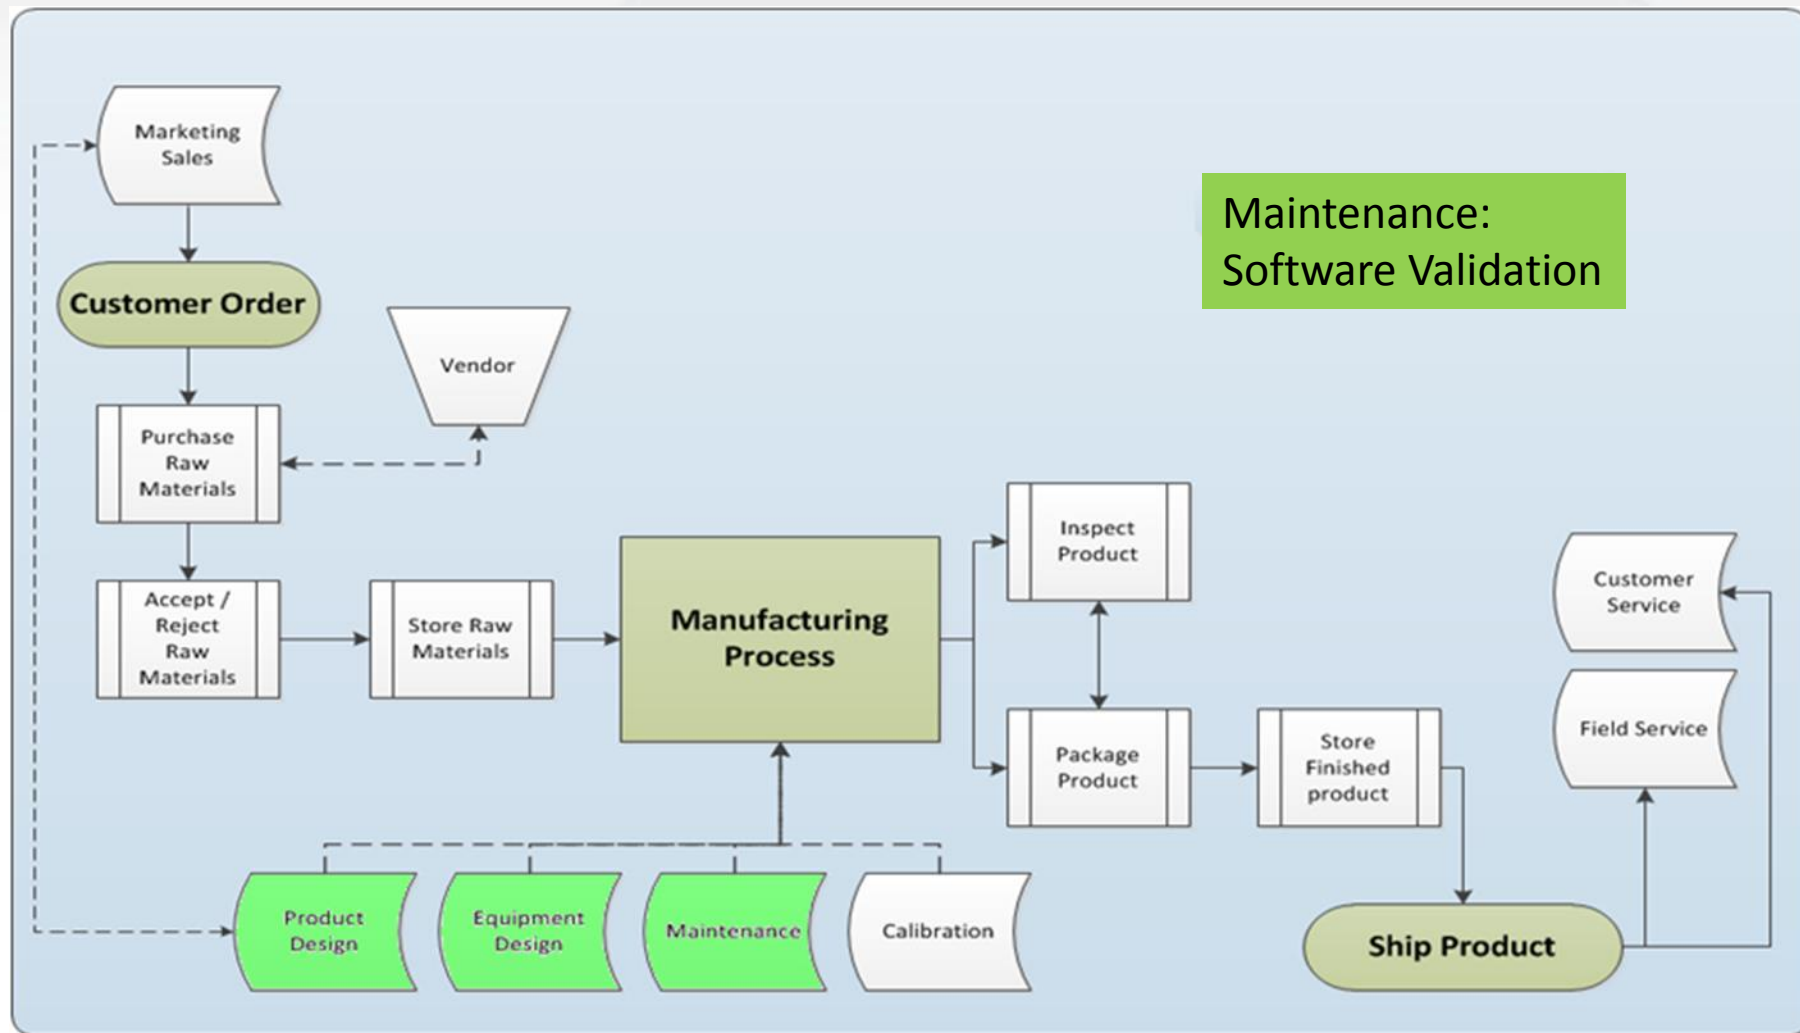 Marketing
Sales
Maintenance:
Software Validation
Customer Order
Vendor
Purchase
Raw
Materials
Accept /
Reject
Raw
Materials
Store Raw
Materials
Manufacturing
Process
Inspect
Product
Package
Product
Store
Finished
product
Customer
Service
Field Service
Product
Design
Equipment
Design
Maintenance
Calibration
Ship Product